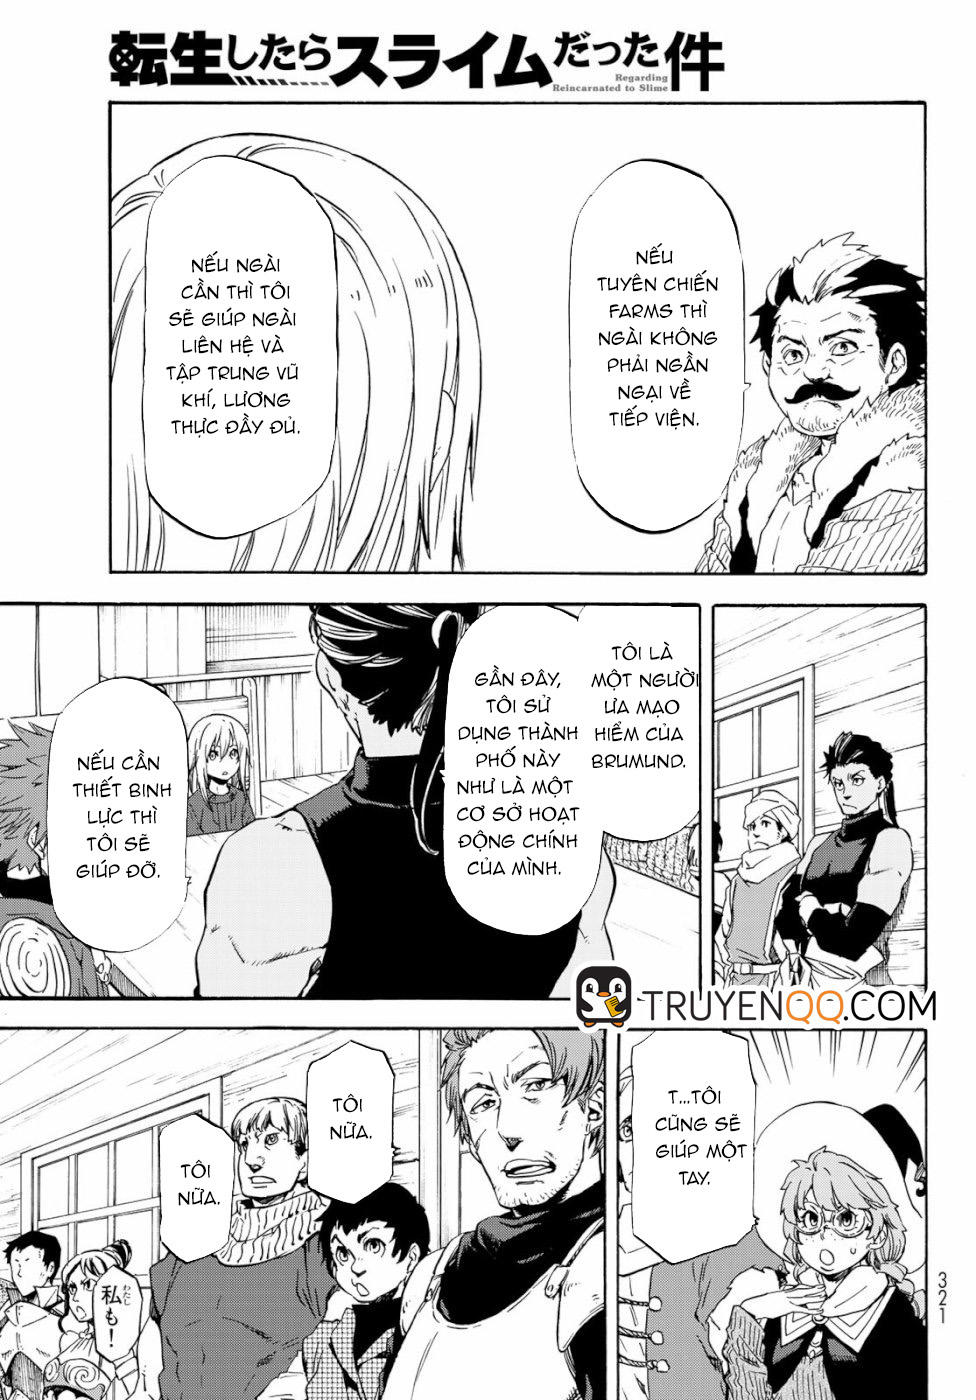 転生したらスライムだった件
Regarding
Reincarnated to Slime
NẾU
TUYÊN CHIẾN
FARMS THÌ
NGÀI KHÔNG
PHẢI NGẦN
NGẠI VỀ
TIẾP VIỆN.
NẾU NGÀI
CẦN THÌ TÔI
SẼ GIÚP NGÀI
LIÊN HỆ VÀ
TẬP TRUNG VŨ
KHÍ, LƯƠNG
THỰC ĐẦY ĐỦ.
TÔI LÀ
MỘT NGƯỜI
ƯA MẠO
HIỂM CỦA
BRUMUND.
GẦN ĐÂY,
TÔI SỬ
DỤNG THÀNH
PHỐ NÀY
NHƯ LÀ MỘT
CƠ SỞ HOẠT
ĐỘNG CHÍNH
CỦA MÌNH.
NẾU CẦN
THIẾT BINH
LỰC THÌ
TÔI SẼ
GIÚP ĐỠ.
TRUYENQQ.COM
T...TÔI
CŨNG SẼ
GIÚP MỘT
TAY.
TÔI
NỮA.
TÔI
NỮA.
私も！
わたし
321